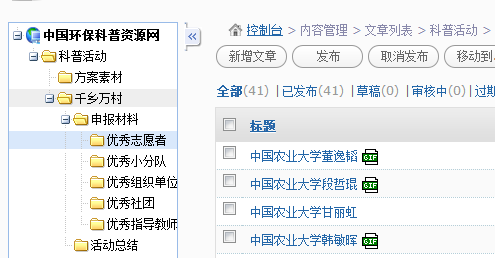 中国环保科普资源网
科普活动
方案素材
千乡万村
申报材料
优秀志愿者
优秀小分队
优秀组织单位
优秀社团
优秀指导教师
活动总结
控制台 > 内容管理 > 文章列表 > 科普活动 >
新增文章 发布 取消发布 移动到
全部(41) | 已发布(41) | 草稿(0) | 审核中(0) | 过期
标题
中国农业大学董逸韬 GIF
中国农业大学段哲琨 GIF
中国农业大学甘丽虹
中国农业大学韩敏晖 GIF